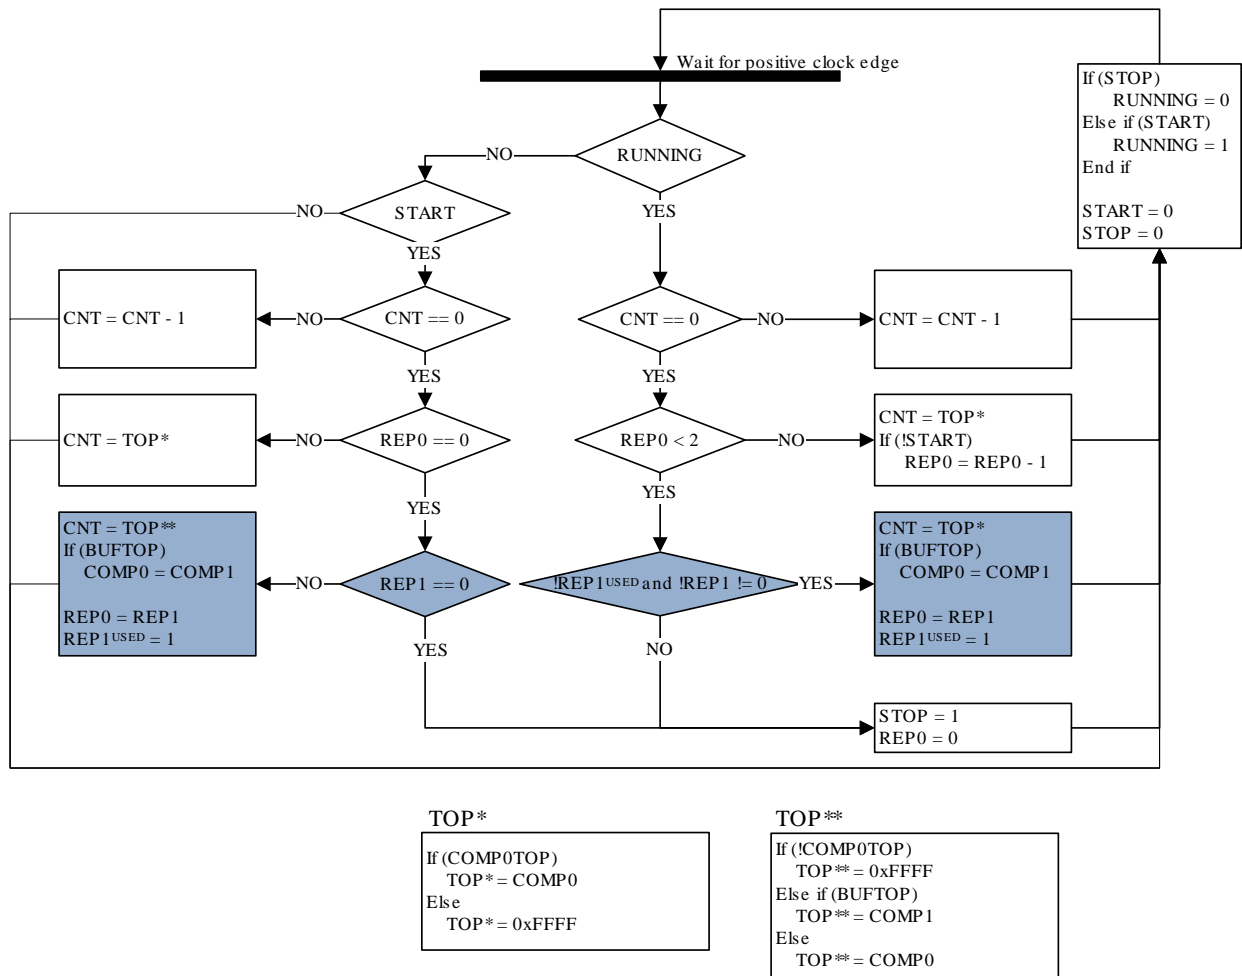 Wait for positive clock edge
If (STOP)
RUNNING = 0
Else if (START)
RUNNING = 1
End if
START = 0
STOP = 0
RUNNING
NO
YES
START
NO
YES
CNT = CNT - 1
NO
CNT == 0
YES
CNT == 0
NO
YES
CNT = CNT - 1
CNT = TOP*
NO
REP0 == 0
YES
REP0 < 2
NO
YES
CNT = TOP*
If (!START)
REP0 = REP0 - 1
CNT = TOP**
If (BUFTOP)
COMP0 = COMP1
REP0 = REP1
REP1USED = 1
NO
REP1 == 0
YES
!REP1USED and !REP1 != 0
YES
NO
CNT = TOP*
If (BUFTOP)
COMP0 = COMP1
REP0 = REP1
REP1USED = 1
STOP = 1
REP0 = 0
TOP*
If (COMP0TOP)
TOP* = COMP0
Else
TOP* = 0xFFFF
TOP**
If (!COMP0TOP)
TOP** = 0xFFFF
Else if (BUFTOP)
TOP** = COMP1
Else
TOP** = COMP0